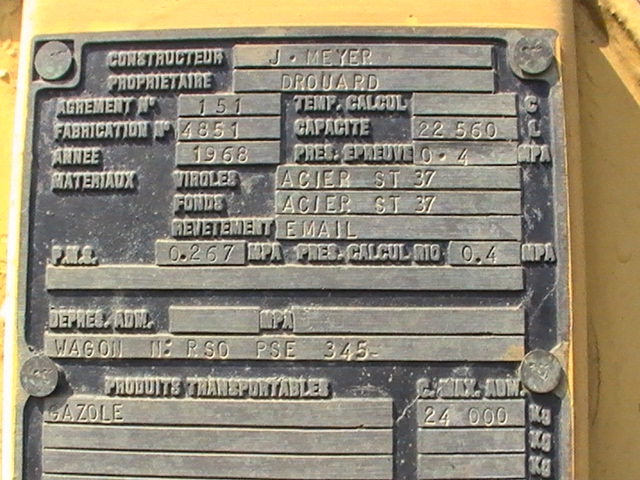 CONSTRUCTEUR J. MEYER
PROPRIETAIRE DROUARD
AGREMENT N° 151 TEMP. CALCUL C
FABRICATION N° 4851 CAPACITE 22 560 L
ANNEE 1968 PRES. EPREUVE 0.4 MPA
MATERIAUX VIROLES ACIER ST 37
FONDS ACIER ST 37
REVETEMENT EMAIL
P.M.S. 0.267 MPA PRES. CALCUL R10 0.4 MPA
DEPRES. ADM. MPA
WAGON N: RSO PSE 345-
PRODUITS TRANSPORTABLES C. MAX. ADM.
GAZOLE 24 000 Kg
Kg
Kg